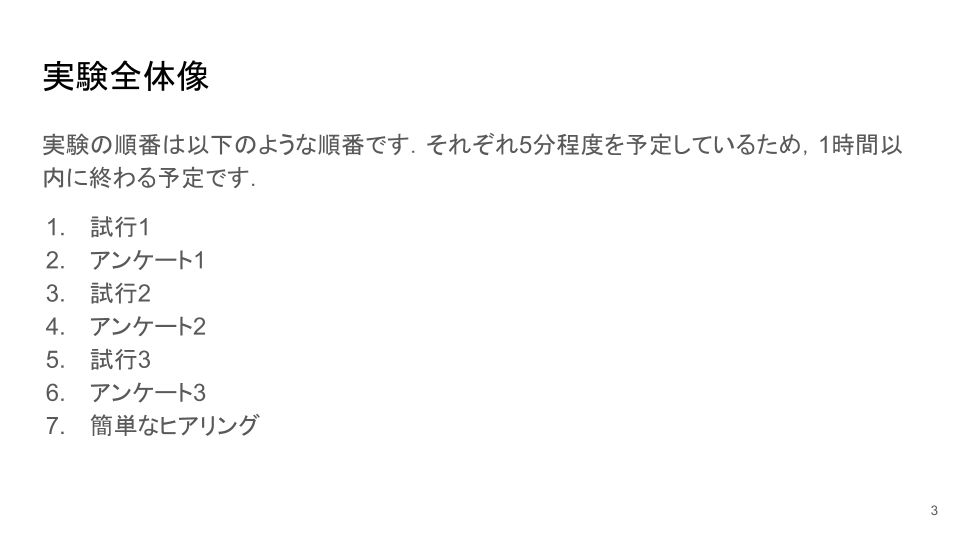 実験全体像
実験の順番は以下のような順番です．それぞれ5分程度を予定しているため，1時間以
内に終わる予定です．
1. 試行1
2. アンケート1
3. 試行2
4. アンケート2
5. 試行3
6. アンケート3
7. 簡単なヒアリング
3